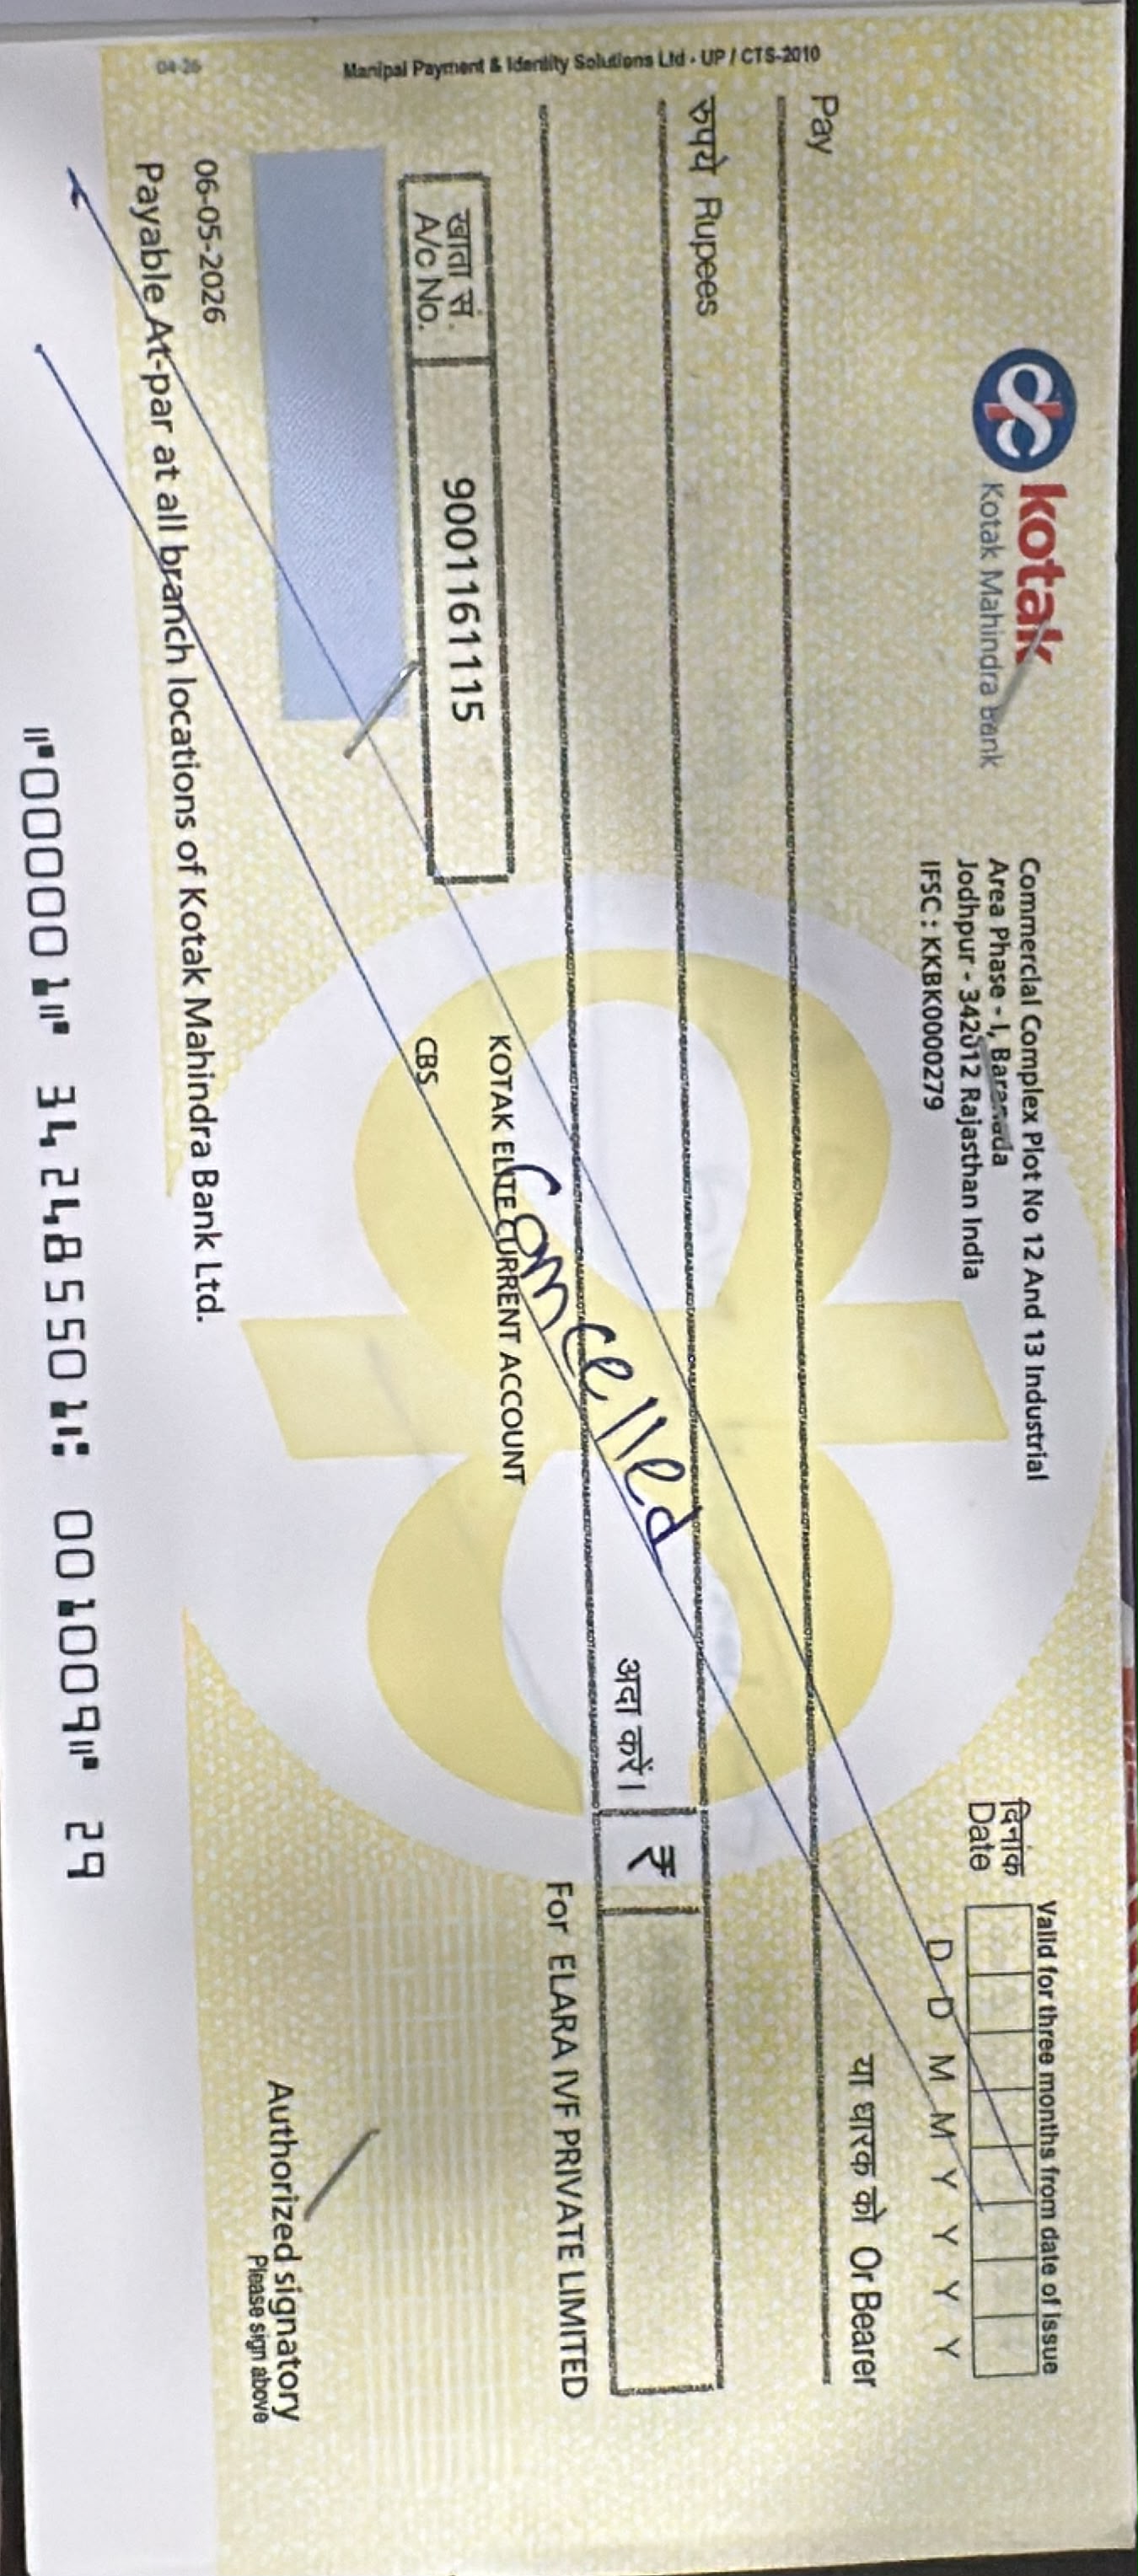 kotak
Kotak Mahindra Bank
Commercial Complex Plot No 12 And 13 Industrial
Area Phase - I, Baranada
Jodhpur - 342012 Rajasthan India
IFSC : KKBK0000279
Valid for three months from date of issue
दिनांक
Date
D D M M Y Y Y Y
Pay
या धारक को Or Bearer
रुपये Rupees
अदा करें।
₹
Cancelled
खाता सं.
A/c No.
9001161115
KOTAK ELITE CURRENT ACCOUNT
CBS
For ELARA IVF PRIVATE LIMITED
06-05-2026
Payable At-par at all branch locations of Kotak Mahindra Bank Ltd.
Authorized signatory
Please sign above
Manipal Payment & Identity Solutions Ltd - UP / CTS-2010
04-26
⑈000001⑈ 342485501⑆ 001009⑈ 29